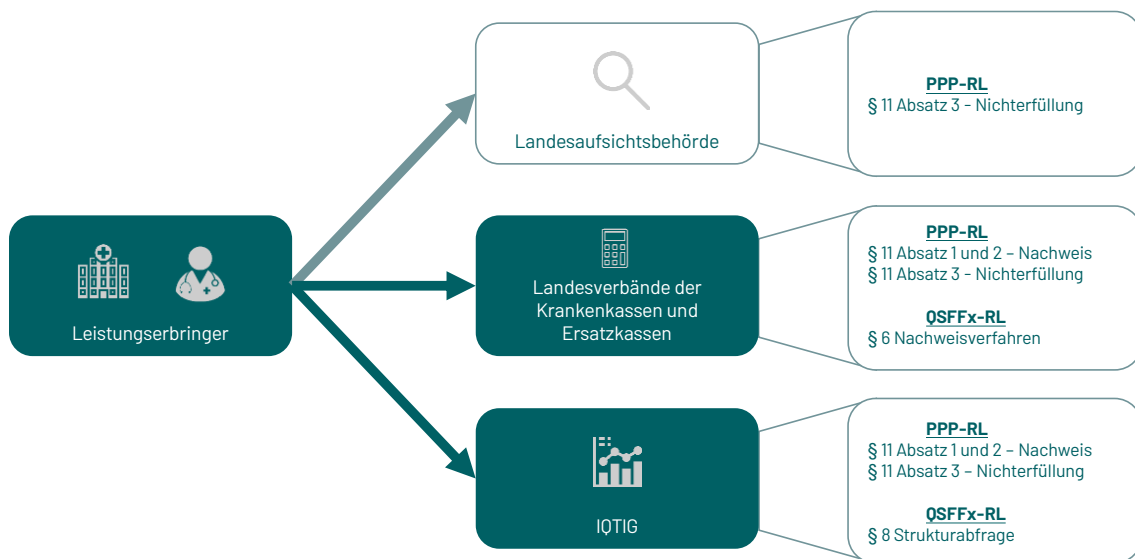 Leistungserbringer
Landesaufsichtsbehörde
PPP-RL
§ 11 Absatz 3 - Nichterfüllung
Landesverbände der
Krankenkassen und
Ersatzkassen
PPP-RL
§ 11 Absatz 1 und 2 – Nachweis
§ 11 Absatz 3 - Nichterfüllung
QSFFx-RL
§ 6 Nachweisverfahren
IQTIG
PPP-RL
§ 11 Absatz 1 und 2 – Nachweis
§ 11 Absatz 3 – Nichterfüllung
QSFFx-RL
§ 8 Strukturabfrage